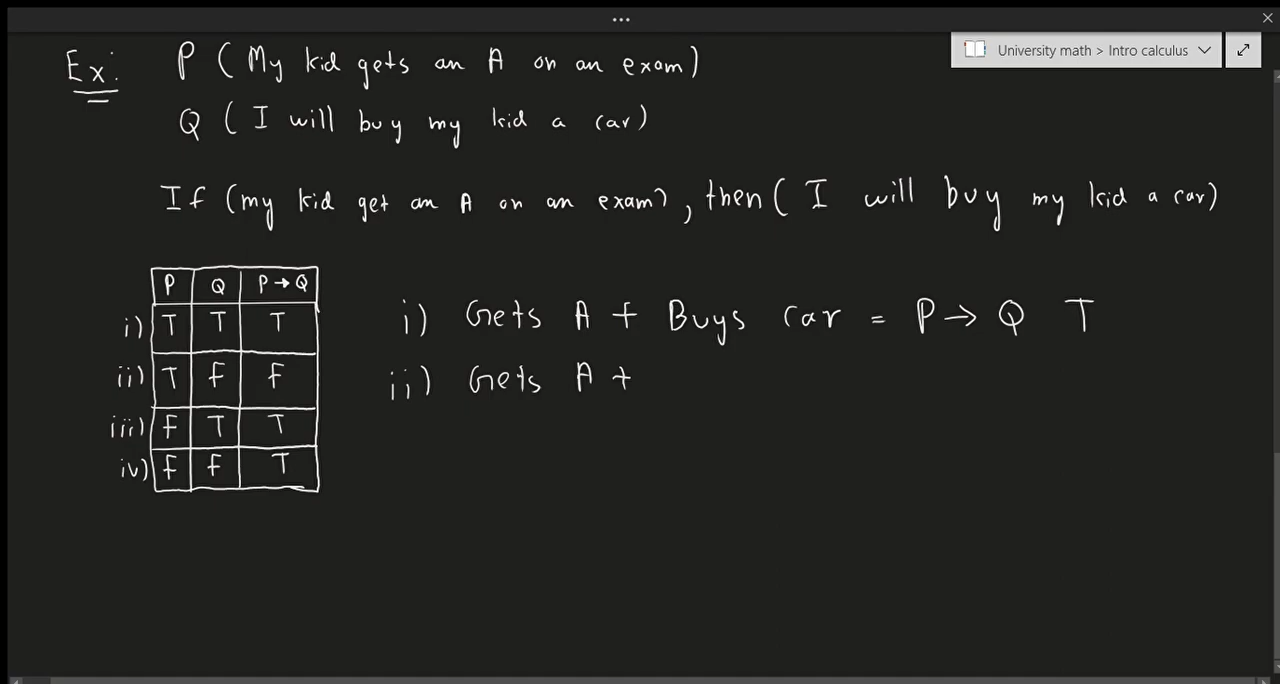 University math > Intro calculus
Ex: P ( My kid gets an A on an exam )
Q ( I will buy my kid a car )
If (my kid get an A on an exam), then ( I will buy my kid a car)
P Q P → Q
i) T T T
ii) T F F
iii) F T T
iv) F F T
i) Gets A + Buys car = P → Q T
ii) Gets A +